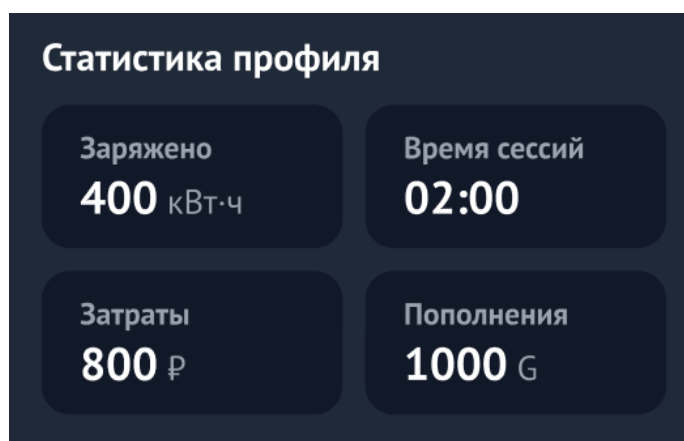 Статистика профиля
Заряжено
Время сессий
400 кВт·ч
02:00
Затраты
Пополнения
800 ₽
1000 G